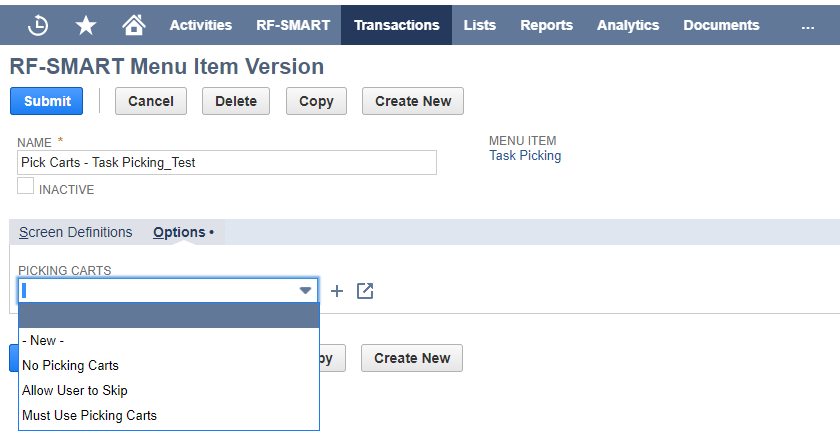 Activities RF-SMART Transactions Lists Reports Analytics Documents ...
RF-SMART Menu Item Version
Submit Cancel Delete Copy Create New
NAME * MENU ITEM
Pick Carts - Task Picking_Test Task Picking
INACTIVE
Screen Definitions Options •
PICKING CARTS
- New -
No Picking Carts
py Create New
Allow User to Skip
Must Use Picking Carts